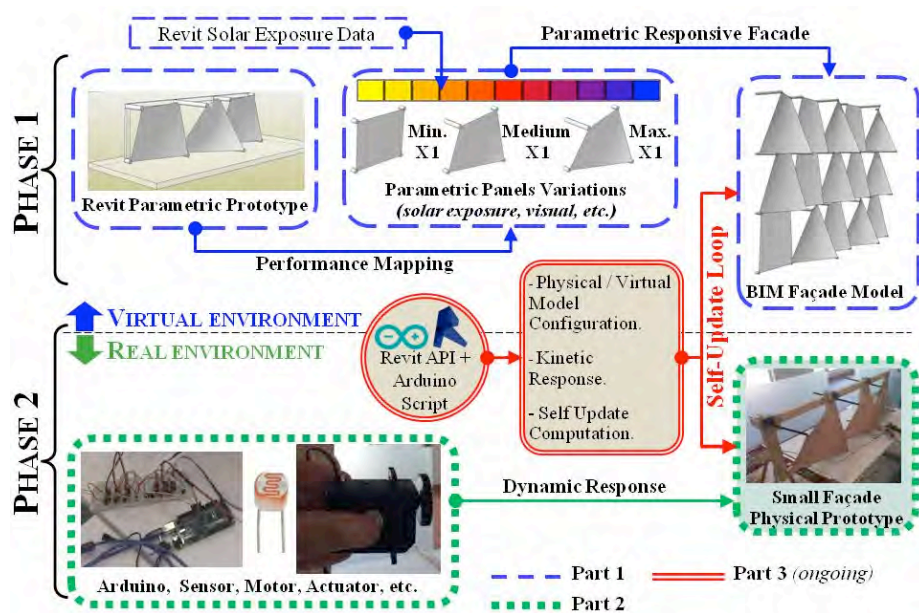 Revit Solar Exposure Data
Parametric Responsive Facade
PHASE 1
Min.
X1
Medium
X1
Max.
X1
Revit Parametric Prototype
Parametric Panels Variations
(solar exposure, visual, etc.)
Performance Mapping
BIM Façade Model
Self-Update Loop
VIRTUAL ENVIRONMENT
REAL ENVIRONMENT
Revit API +
Arduino
Script
- Physical / Virtual
Model
Configuration.
- Kinetic
Response.
- Self Update
Computation.
PHASE 2
Dynamic Response
Small Façade
Physical Prototype
Arduino, Sensor, Motor, Actuator, etc.
Part 1
Part 2
Part 3 (ongoing)